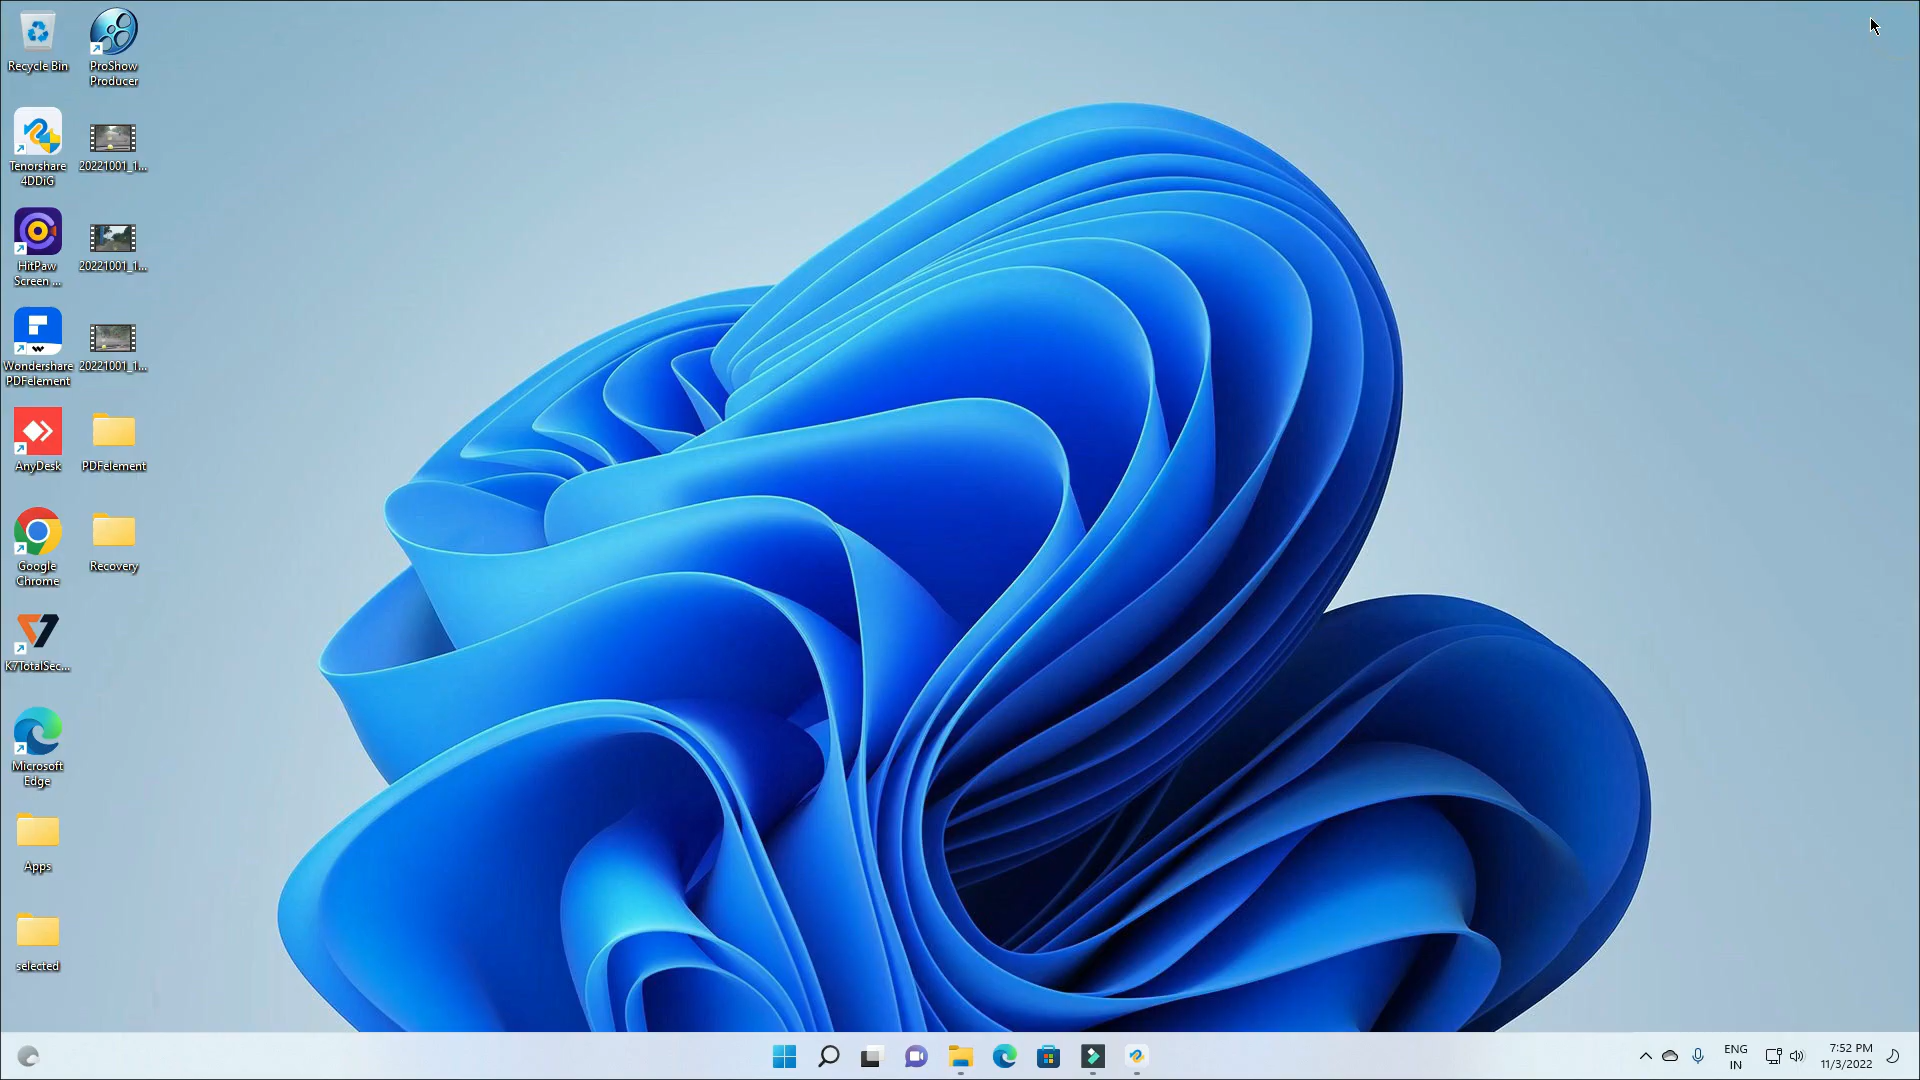 Recycle Bin
ProShow
Producer
Tenorshare
4DDiG
20221001_1...
HitPaw
Screen ...
20221001_1...
Wondershare
PDFelement
20221001_1...
AnyDesk
PDFelement
Google
Chrome
Recovery
K7TotalSec...
Microsoft
Edge
Apps
selected
ENG
IN
7:52 PM
11/3/2022